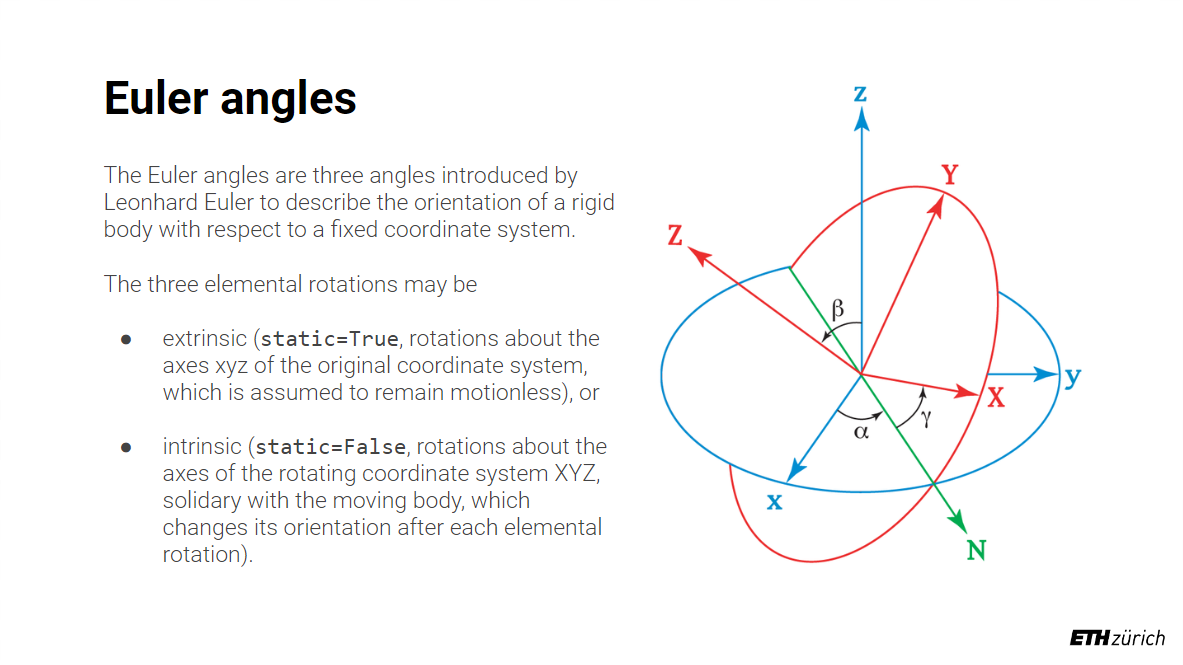 Euler angles
The Euler angles are three angles introduced by
Leonhard Euler to describe the orientation of a rigid
body with respect to a fixed coordinate system.
The three elemental rotations may be
● extrinsic (static=True, rotations about the
axes xyz of the original coordinate system,
which is assumed to remain motionless), or
● intrinsic (static=False, rotations about the
axes of the rotating coordinate system XYZ,
solidary with the moving body, which
changes its orientation after each elemental
rotation).
z
Y
Z
β
y
X
γ
α
x
N
ETH zürich